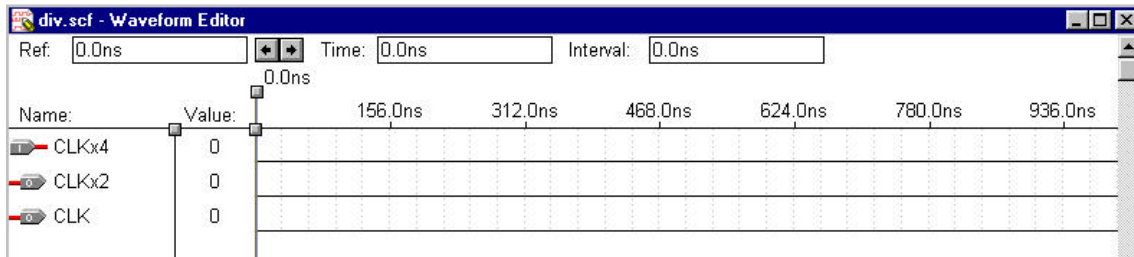 div.scf - Waveform Editor
Ref: 0.0ns Time: 0.0ns Interval: 0.0ns
0.0ns
Name: Value: 156.0ns 312.0ns 468.0ns 624.0ns 780.0ns 936.0ns
CLKx4 0
CLKx2 0
CLK 0